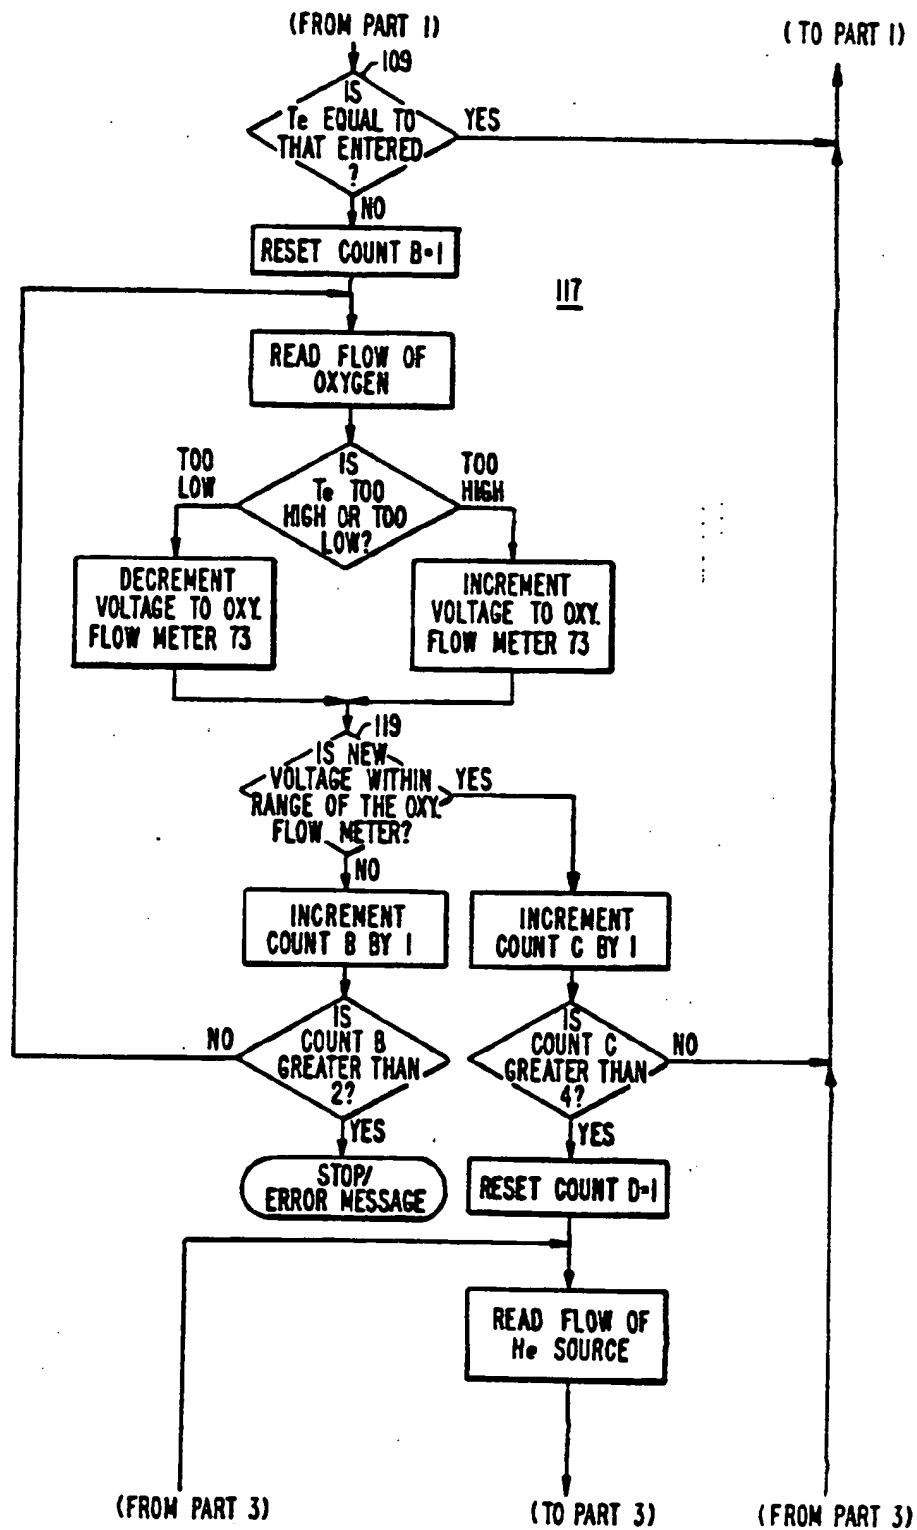 (FROM PART 1)
(TO PART 1)
109
IS
Te EQUAL TO
THAT ENTERED
?
YES
NO
RESET COUNT B=1
117
READ FLOW OF
OXYGEN
TOO
LOW
IS
Te TOO
HIGH OR TOO
LOW?
TOO
HIGH
DECREMENT
VOLTAGE TO OXY.
FLOW METER 73
INCREMENT
VOLTAGE TO OXY.
FLOW METER 73
119
IS NEW
VOLTAGE WITHIN
RANGE OF THE OXY.
FLOW METER?
YES
NO
INCREMENT
COUNT B BY 1
INCREMENT
COUNT C BY 1
NO
IS
COUNT B
GREATER THAN
2?
IS
COUNT C
GREATER THAN
4?
NO
YES
YES
STOP/
ERROR MESSAGE
RESET COUNT D=1
READ FLOW OF
He SOURCE
(FROM PART 3)
(TO PART 3)
(FROM PART 3)